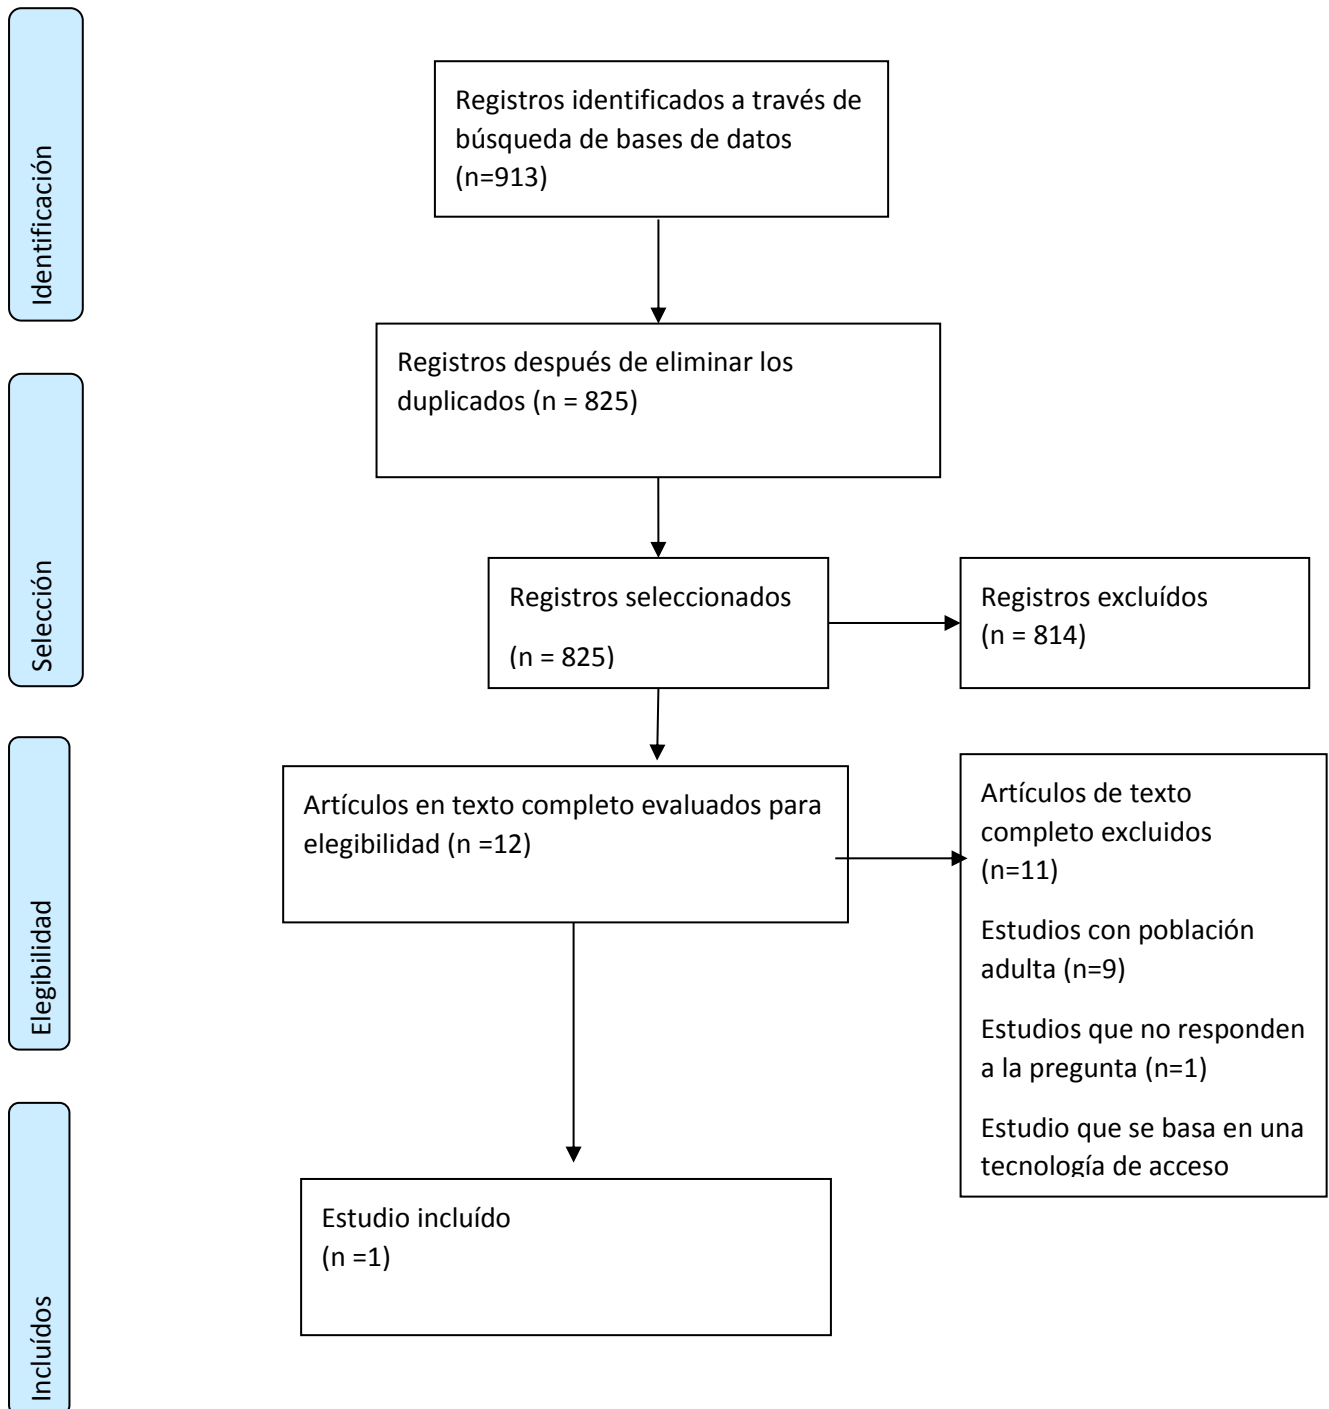 Identificación
Registros identificados a través de
búsqueda de bases de datos
(n=913)
Registros después de eliminar los
duplicados (n = 825)
Selección
Registros seleccionados
(n = 825)
Registros excluídos
(n = 814)
Elegibilidad
Artículos en texto completo evaluados para
elegibilidad (n =12)
Artículos de texto
completo excluidos
(n=11)
Estudios con población
adulta (n=9)
Estudios que no responden
a la pregunta (n=1)
Estudio que se basa en una
tecnología de acceso
Incluídos
Estudio incluído
(n =1)